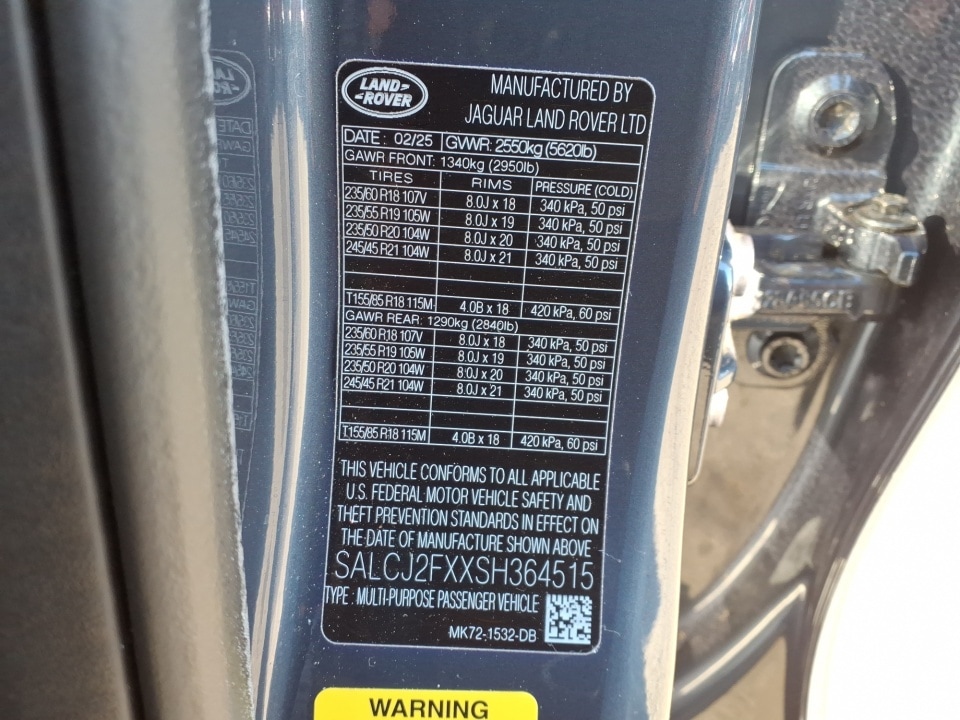 LAND-
-ROVER
MANUFACTURED BY
JAGUAR LAND ROVER LTD
DATE : 02/25 GVWR: 2550kg (5620lb)
GAWR FRONT: 1340kg (2950lb)
TIRES RIMS PRESSURE (COLD)
235/60 R18 107V 8.0J x 18 340 kPa, 50 psi
235/55 R19 105W 8.0J x 19 340 kPa, 50 psi
235/50 R20 104W 8.0J x 20 340 kPa, 50 psi
245/45 R21 104W 8.0J x 21 340 kPa, 50 psi
T155/85 R18 115M 4.0B x 18 420 kPa, 60 psi
GAWR REAR: 1290kg (2840lb)
235/60 R18 107V 8.0J x 18 340 kPa, 50 psi
235/55 R19 105W 8.0J x 19 340 kPa, 50 psi
235/50 R20 104W 8.0J x 20 340 kPa, 50 psi
245/45 R21 104W 8.0J x 21 340 kPa, 50 psi
T155/85 R18 115M 4.0B x 18 420 kPa, 60 psi
THIS VEHICLE CONFORMS TO ALL APPLICABLE
U.S. FEDERAL MOTOR VEHICLE SAFETY AND
THEFT PREVENTION STANDARDS IN EFFECT ON
THE DATE OF MANUFACTURE SHOWN ABOVE
SALCJ2FXXSH364515
TYPE : MULTI-PURPOSE PASSENGER VEHICLE
MK72-1532-DB
WARNING